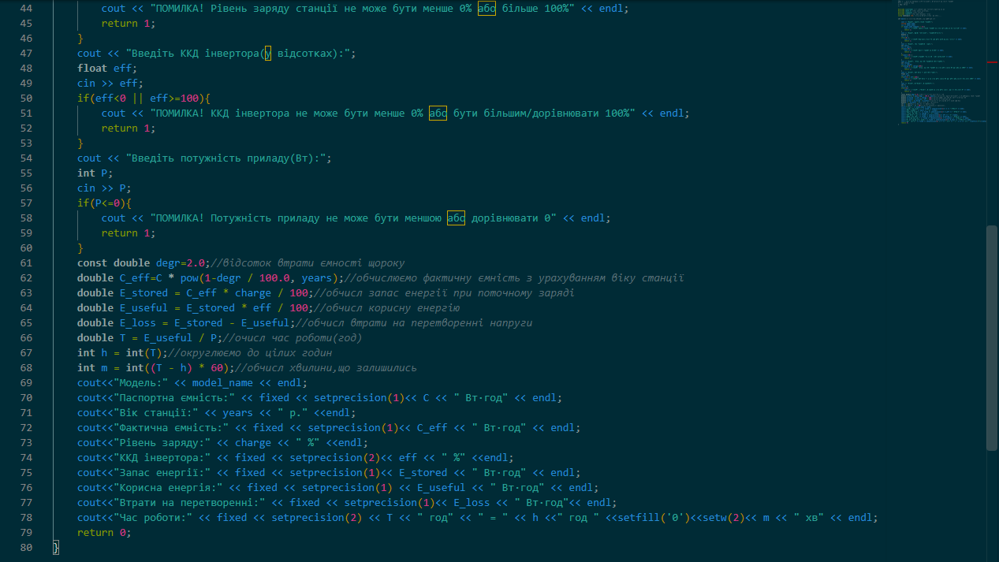 44 cout << "ПОМИЛКА! Рівень заряду станції не може бути менше 0% або більше 100%" << endl;
45 return 1;
46 }
47 cout << "Введіть ККД інвертора(у відсотках):";
48 float eff;
49 cin >> eff;
50 if(eff<0 || eff>=100){
51 cout << "ПОМИЛКА! ККД інвертора не може бути менше 0% або бути більшим/дорівнювати 100%" << endl;
52 return 1;
53 }
54 cout << "Введіть потужність приладу(Вт):";
55 int P;
56 cin >> P;
57 if(P<=0){
58 cout << "ПОМИЛКА! Потужність приладу не може бути меншою або дорівнювати 0" << endl;
59 return 1;
60 }
61 const double degr=2.0;//відсоток втрати ємності щороку
62 double C_eff=C * pow(1-degr / 100.0, years);//обчислюємо фактичну ємність з урахуванням віку станції
63 double E_stored = C_eff * charge / 100;//обчисл запас енергії при поточному заряді
64 double E_useful = E_stored * eff / 100;//обчисл корисну енергію
65 double E_loss = E_stored - E_useful;//обчисл втрати на перетворенні напруги
66 double T = E_useful / P;//очисл час роботи(год)
67 int h = int(T);//округлюємо до цілих годин
68 int m = int((T - h) * 60);//обчисл хвилини,що залишились
69 cout<<"Модель:" << model_name << endl;
70 cout<<"Паспортна ємність:" << fixed << setprecision(1)<< C << " Вт·год" << endl;
71 cout<<"Вік станції:" << years << " р." <<endl;
72 cout<<"Фактична ємність:" << fixed << setprecision(1)<< C_eff << " Вт·год" << endl;
73 cout<<"Рівень заряду:" << charge << " %" <<endl;
74 cout<<"ККД інвертора:" << fixed << setprecision(2)<< eff << " %" <<endl;
75 cout<<"Запас енергії:" << fixed << setprecision(1)<< E_stored << " Вт·год" << endl;
76 cout<<"Корисна енергія:" << fixed << setprecision(1) << E_useful << " Вт·год" << endl;
77 cout<<"Втрати на перетворенні:" << fixed << setprecision(1)<< E_loss << " Вт·год"<< endl;
78 cout<<"Час роботи:" << fixed << setprecision(2) << T << " год" << " = " << h <<" год " <<setfill('0')<<setw(2)<< m << " хв" << endl;
79 return 0;
80 }